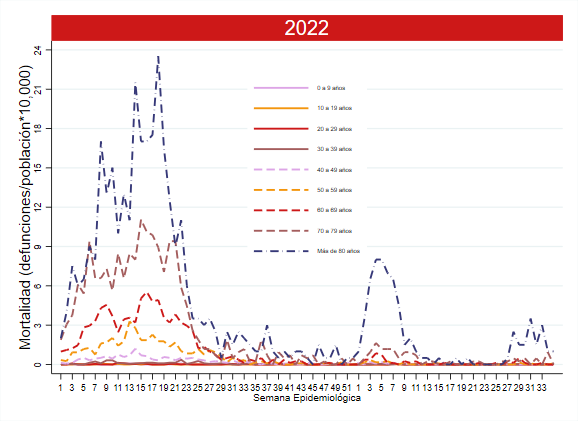 2022
Mortalidad (defunciones/población*10,000)
24
21
18
15
12
9
6
3
0
0 a 9 años
10 a 19 años
20 a 29 años
30 a 39 años
40 a 49 años
50 a 59 años
60 a 69 años
70 a 79 años
Más de 80 años
1 3 5 7 9 11 13 15 17 19 21 23 25 27 29 31 33 35 37 39 41 43 45 47 49 51 1 3 5 7 9 11 13 15 17 19 21 23 25 27 29 31 33
Semana Epidemiológica